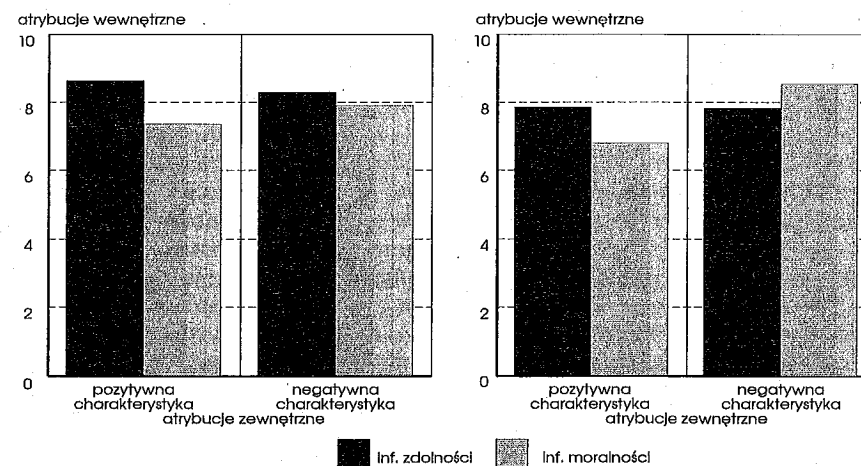 atrybucje wewnętrzne
10
8
6
4
2
0
pozytywna
charakterystyka
negatywna
charakterystyka
atrybucje zewnętrzne
atrybucje wewnętrzne
10
8
6
4
2
0
pozytywna
charakterystyka
negatywna
charakterystyka
atrybucje zewnętrzne
Inf. zdolności
Inf. moralności